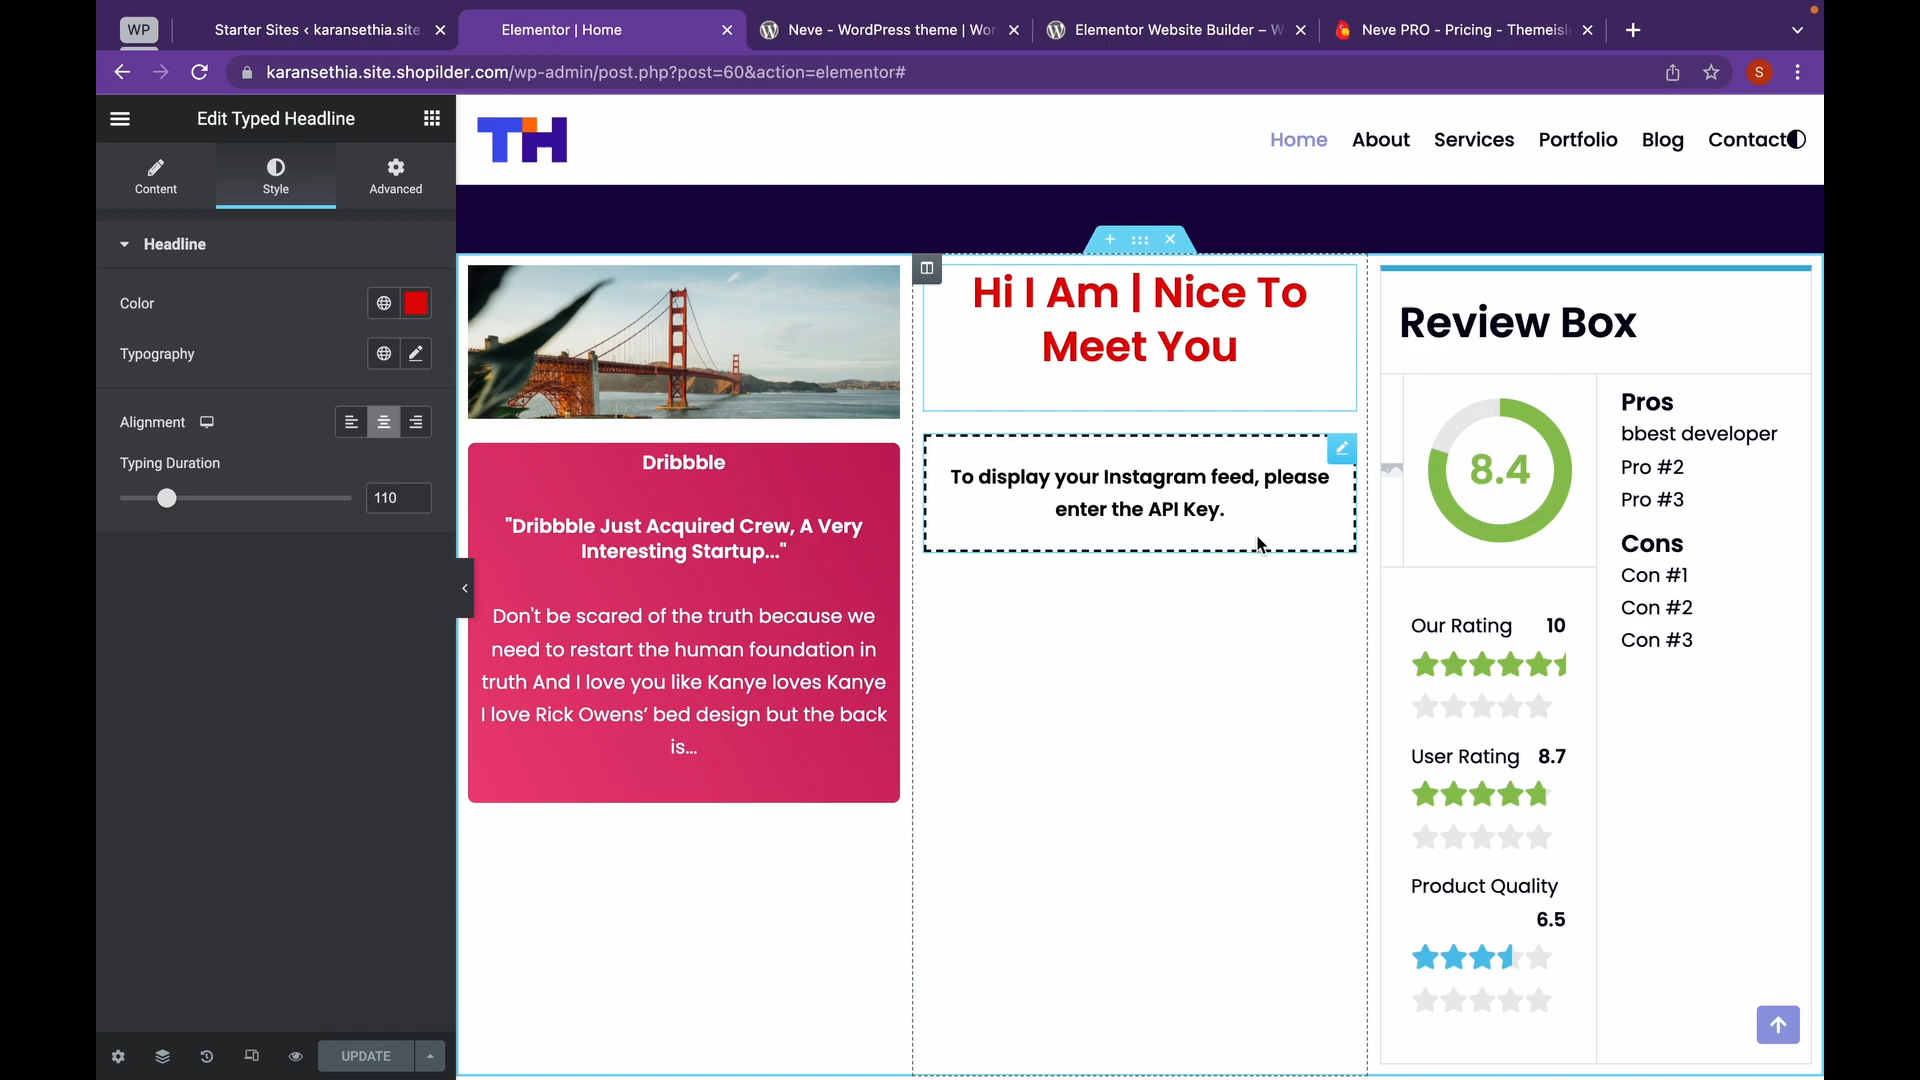 WP
Starter Sites ‹ karansethia.site.
Elementor | Home
Neve - WordPress theme | Wor
Elementor Website Builder – W
Neve PRO - Pricing - Themeisl
karansethia.site.shopilder.com/wp-admin/post.php?post=60&action=elementor#
S
Edit Typed Headline
Content
Style
Advanced
Headline
Color
Typography
Alignment
Typing Duration
110
UPDATE
TH
Home
About
Services
Portfolio
Blog
Contact
Dribbble
"Dribbble Just Acquired Crew, A Very
Interesting Startup..."
Don't be scared of the truth because we
need to restart the human foundation in
truth And I love you like Kanye loves Kanye
I love Rick Owens’ bed design but the back
is...
Hi I Am | Nice To
Meet You
To display your Instagram feed, please
enter the API Key.
Review Box
8.4
Our Rating 10
User Rating 8.7
Product Quality
6.5
Pros
bbest developer
Pro #2
Pro #3
Cons
Con #1
Con #2
Con #3